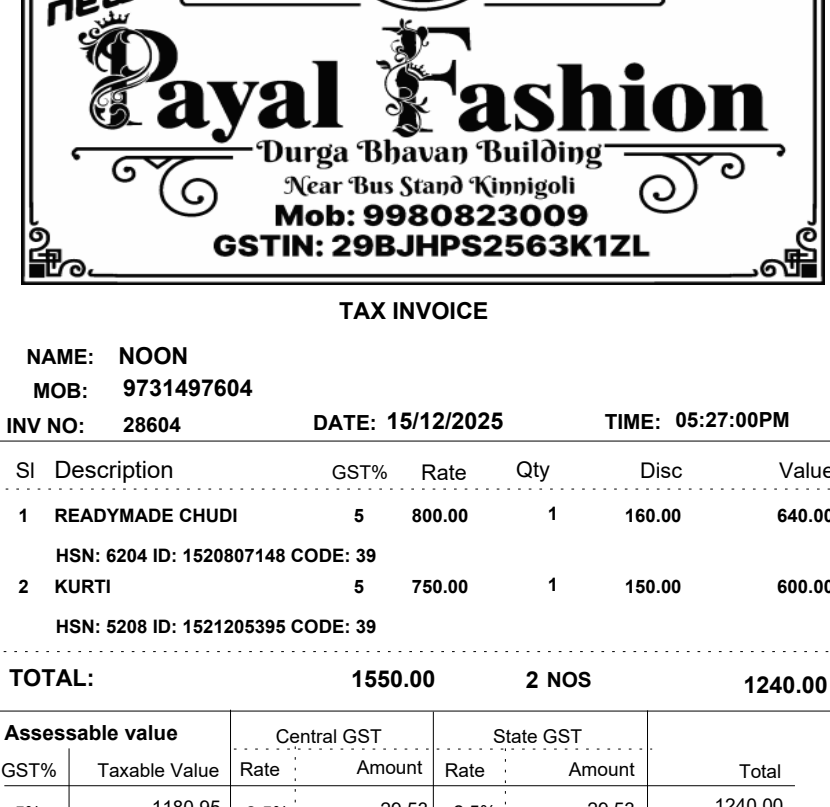 new
Payal Fashion
Durga Bhavan Building
Near Bus Stand Kinnigoli
Mob: 9980823009
GSTIN: 29BJHPS2563K1ZL
TAX INVOICE
NAME: NOON
MOB: 9731497604
INV NO: 28604 DATE: 15/12/2025 TIME: 05:27:00PM
Sl Description GST% Rate Qty Disc Value
1 READYMADE CHUDI 5 800.00 1 160.00 640.00
HSN: 6204 ID: 1520807148 CODE: 39
2 KURTI 5 750.00 1 150.00 600.00
HSN: 5208 ID: 1521205395 CODE: 39
TOTAL: 1550.00 2 NOS 1240.00
Assessable value Central GST State GST
GST% Taxable Value Rate Amount Rate Amount Total
1180.95 29.53 29.53 1240.00